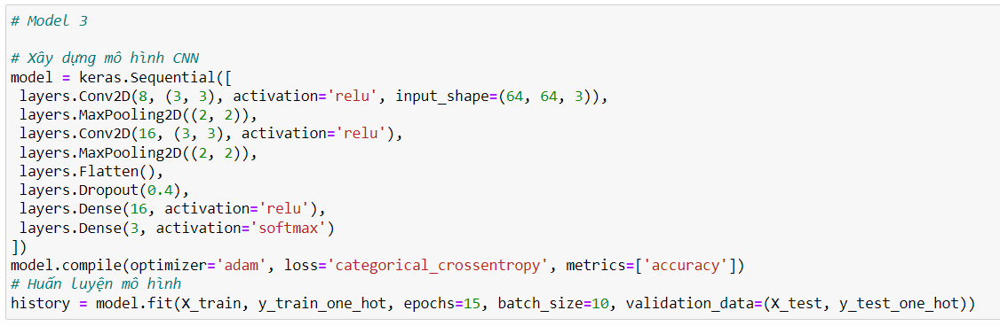 # Model 3
# Xây dựng mô hình CNN
model = keras.Sequential([
 layers.Conv2D(8, (3, 3), activation='relu', input_shape=(64, 64, 3)),
 layers.MaxPooling2D((2, 2)),
 layers.Conv2D(16, (3, 3), activation='relu'),
 layers.MaxPooling2D((2, 2)),
 layers.Flatten(),
 layers.Dropout(0.4),
 layers.Dense(16, activation='relu'),
 layers.Dense(3, activation='softmax')
])
model.compile(optimizer='adam', loss='categorical_crossentropy', metrics=['accuracy'])
# Huấn luyện mô hình
history = model.fit(X_train, y_train_one_hot, epochs=15, batch_size=10, validation_data=(X_test, y_test_one_hot))